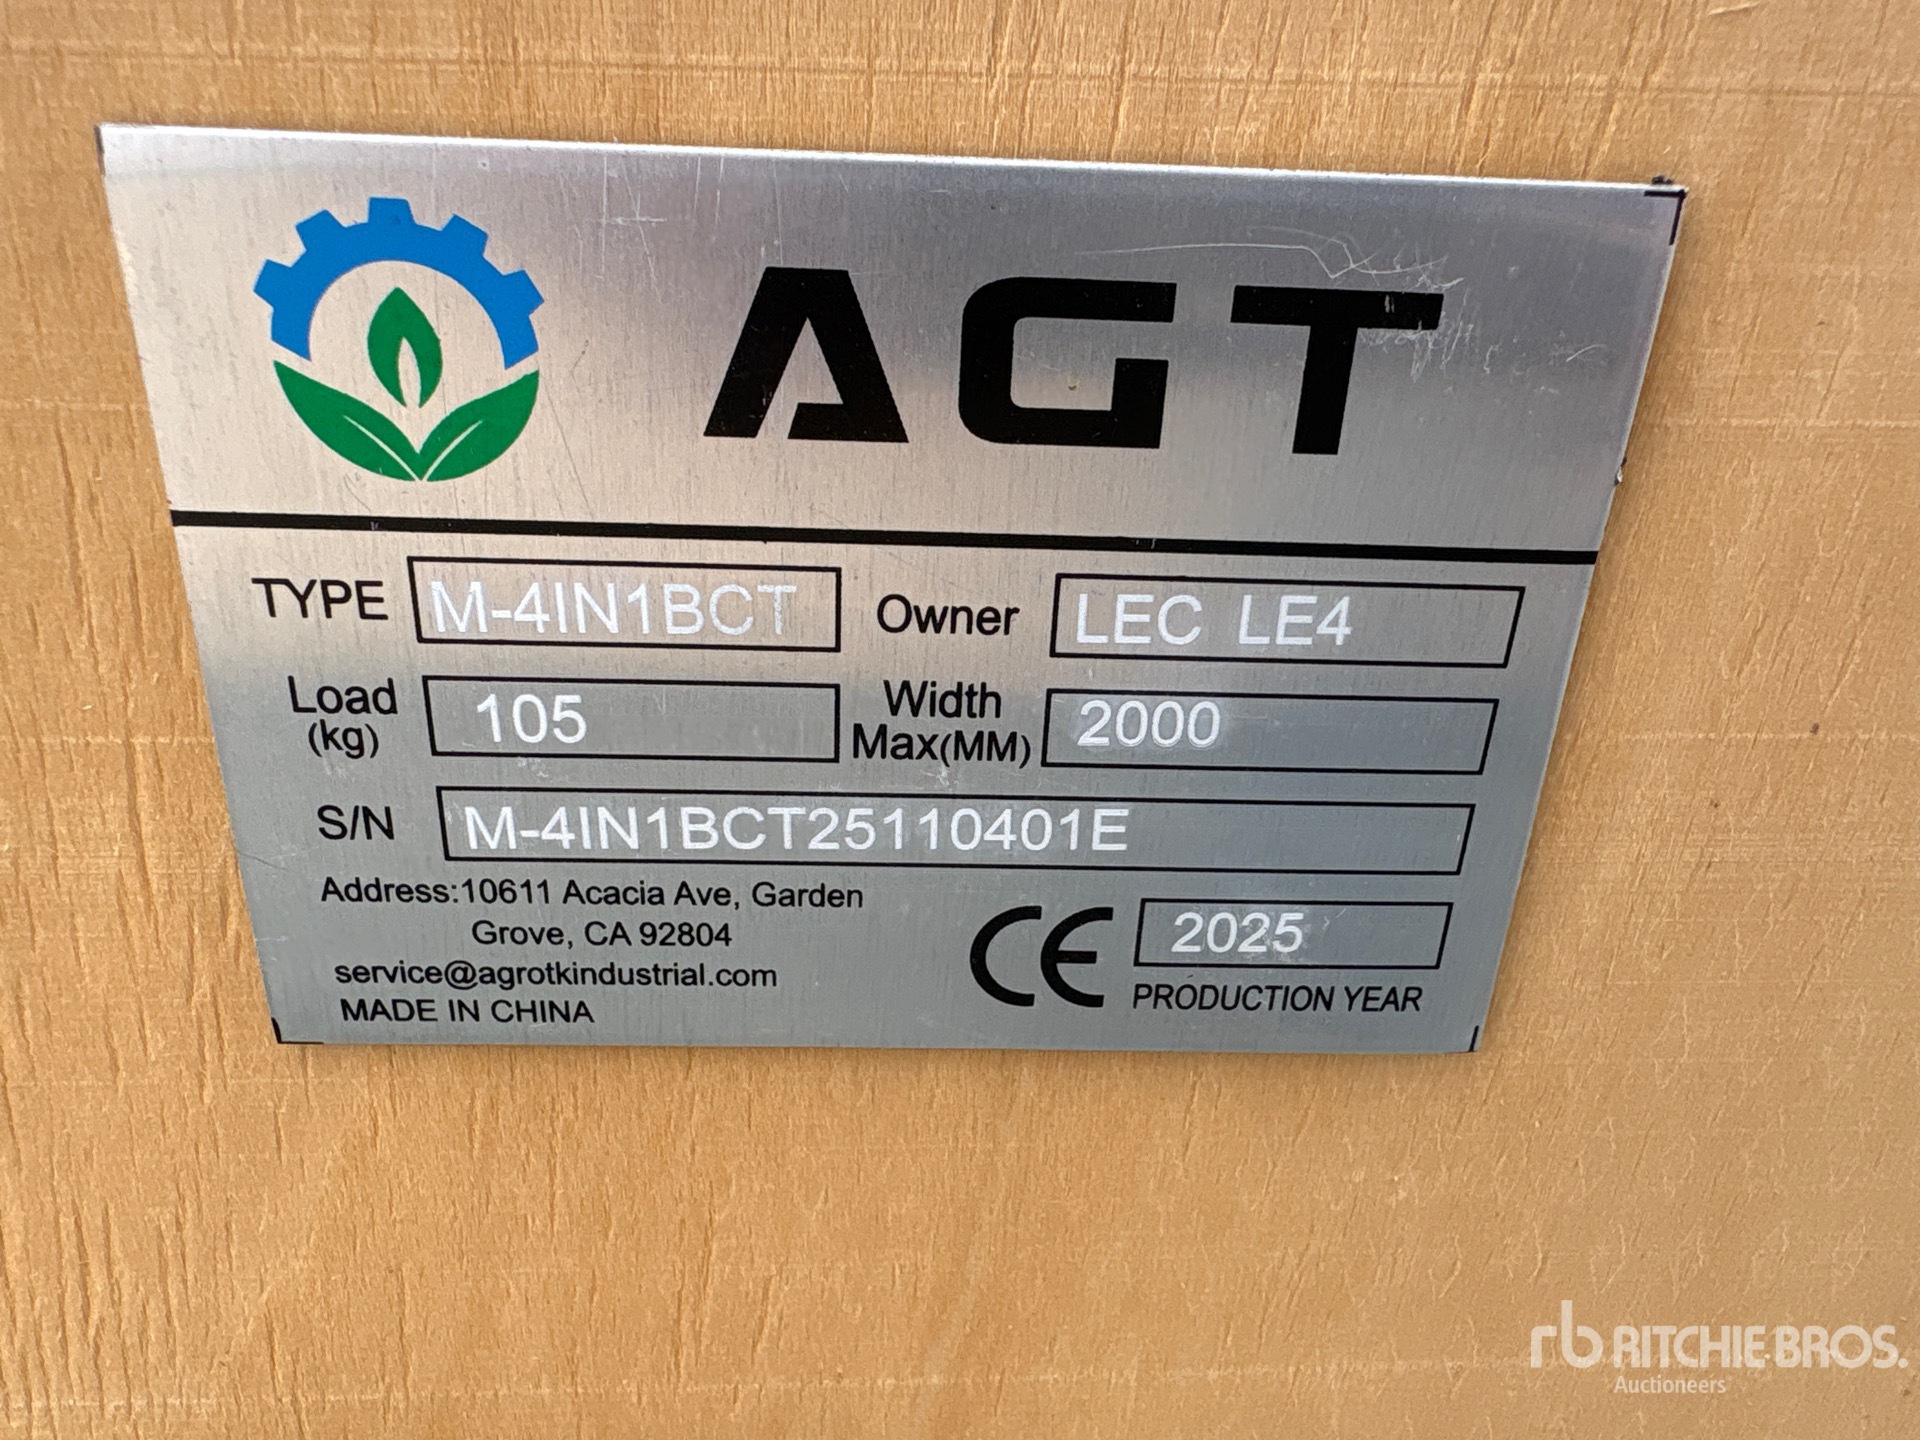 AGT
TYPE M-4IN1BCT Owner LEC LE4
Load (kg) 105 Width Max(MM) 2000
S/N M-4IN1BCT25110401E
Address:10611 Acacia Ave, Garden
Grove, CA 92804
service@agrotkindustrial.com
MADE IN CHINA
CE 2025
PRODUCTION YEAR
rb RITCHIE BROS.
Auctioneers